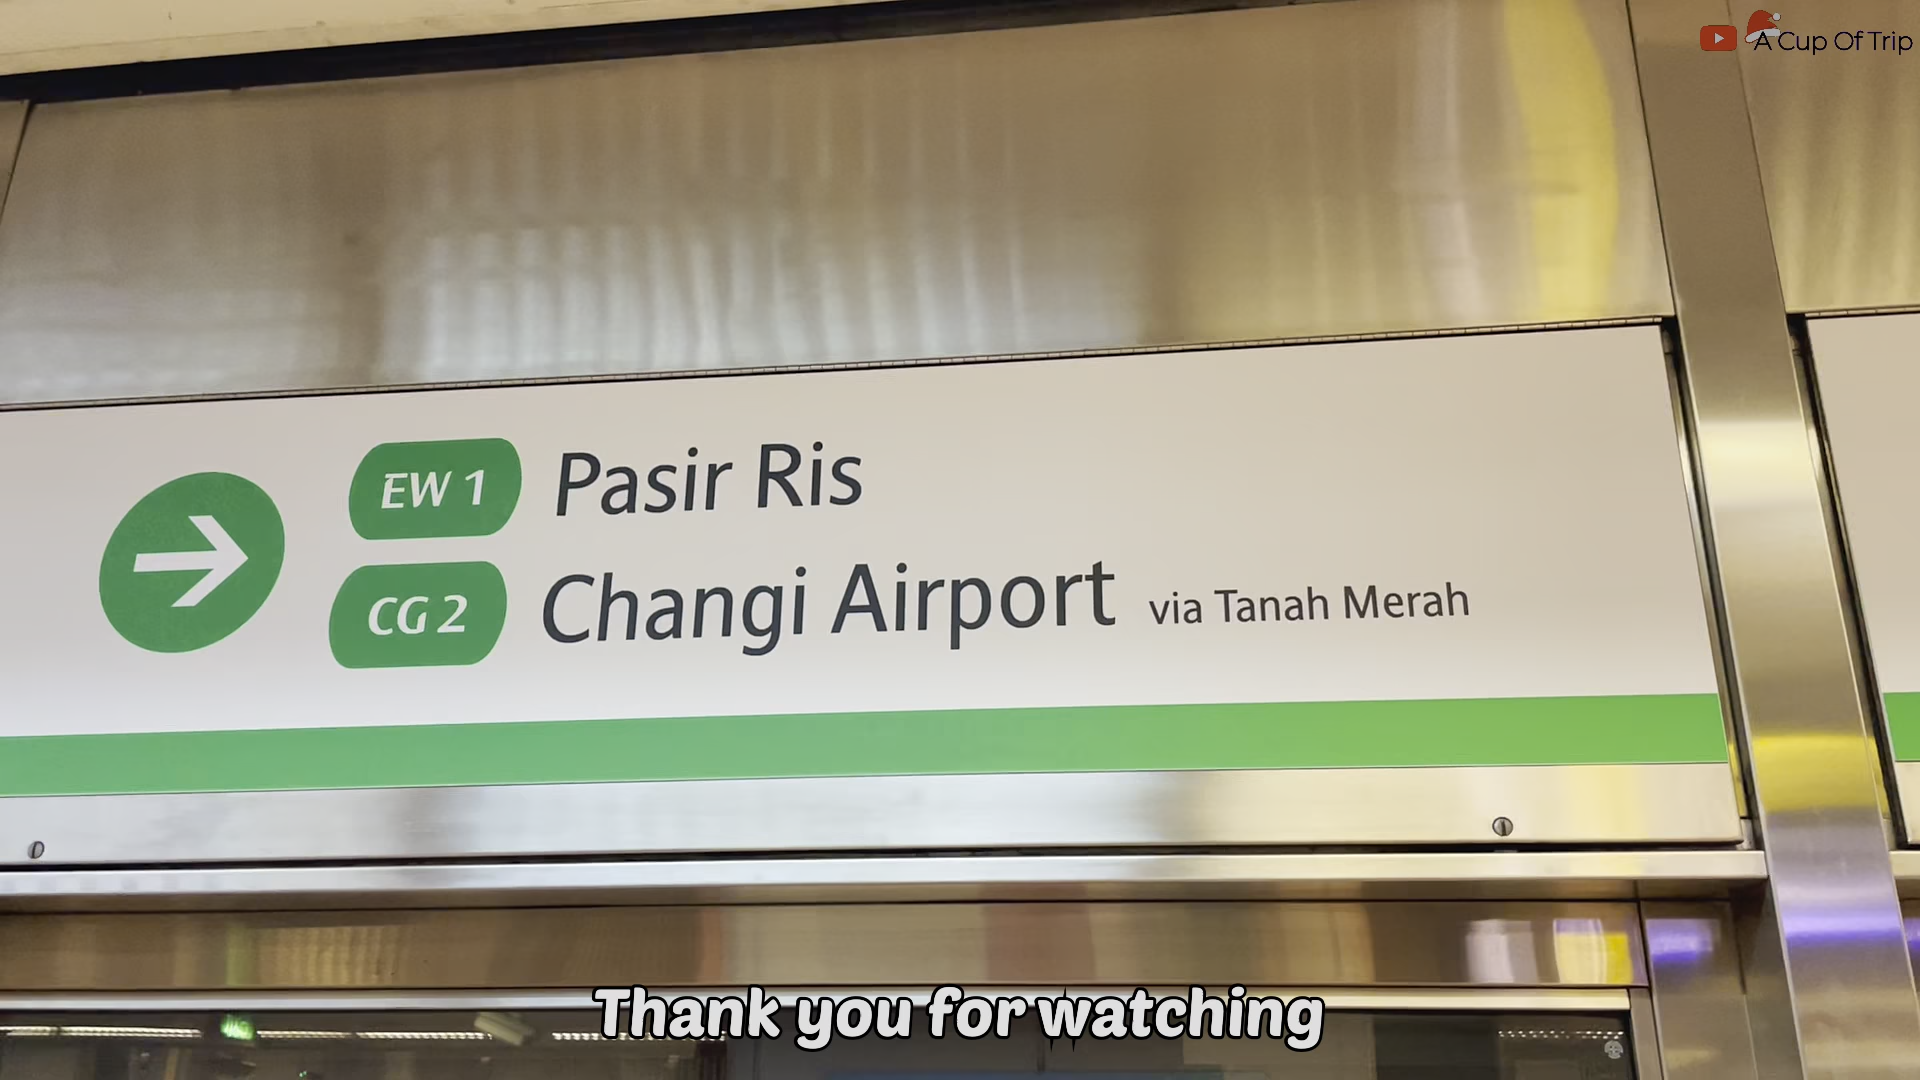 A Cup Of Trip
EW 1 Pasir Ris
CG 2 Changi Airport via Tanah Merah
Thank you for watching